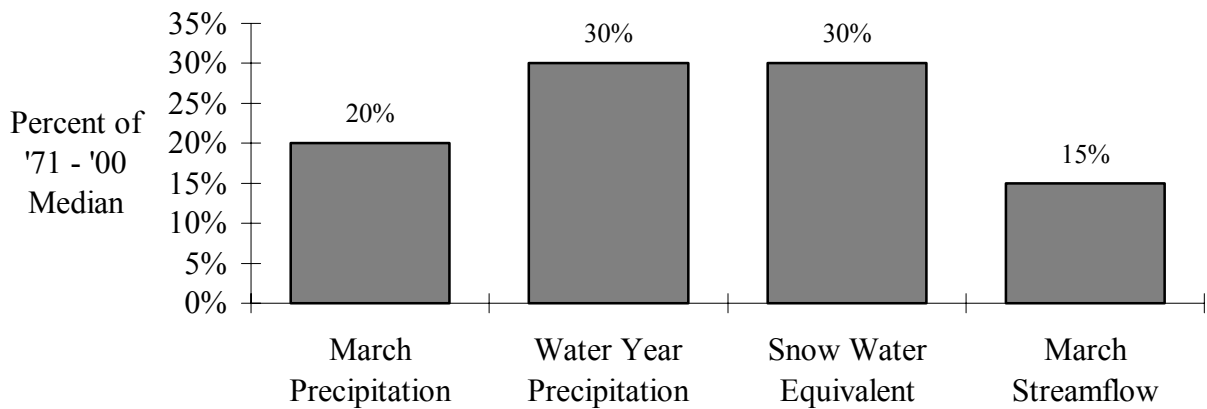 35%
30%
25%
20%
15%
10%
5%
0%
Percent of
'71 - '00
Median
20%
30%
30%
15%
March
Precipitation
Water Year
Precipitation
Snow Water
Equivalent
March
Streamflow